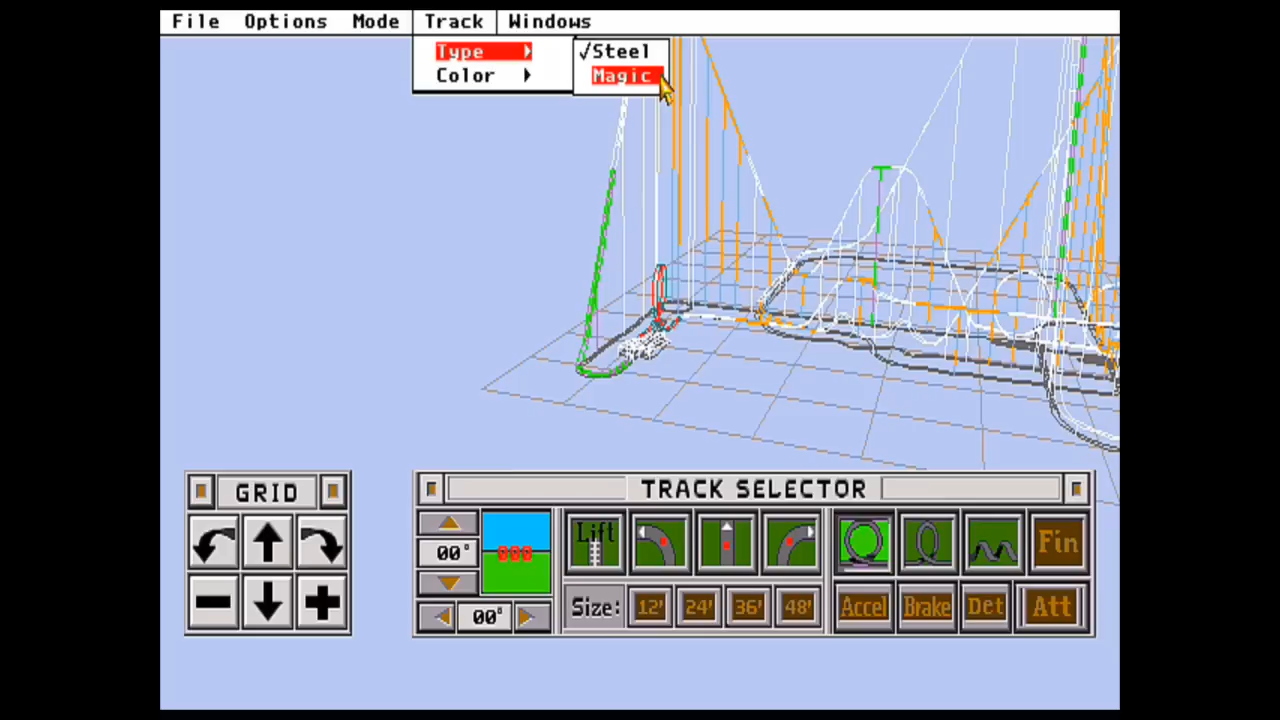 File Options Mode Track Windows
Type √Steel
Color Magic
GRID
TRACK SELECTOR
00°
000
Lift
Fin
00°
Size: 12' 24' 36' 48'
Accel Brake Det Att